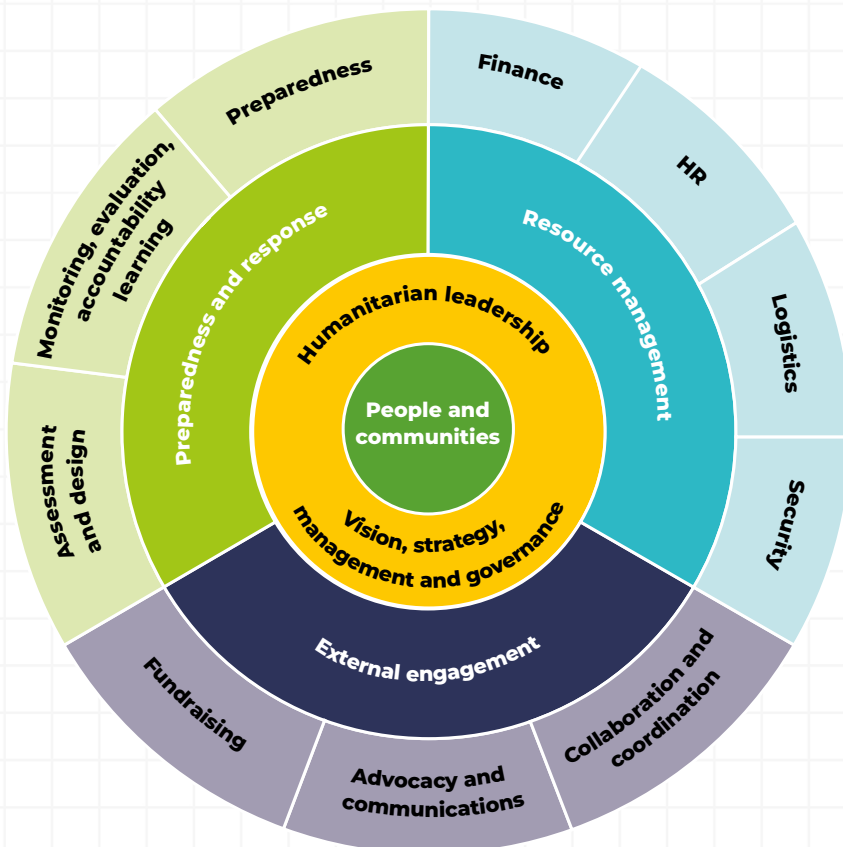 Preparedness
Finance
HR
Logistics
Security
Collaboration and
coordination
Advocacy and
communications
Fundraising
Assessment
and design
Monitoring, evaluation,
accountability
learning
Preparedness and response
Resource management
External engagement
Humanitarian leadership
Vision, strategy,
management and governance
People and
communities